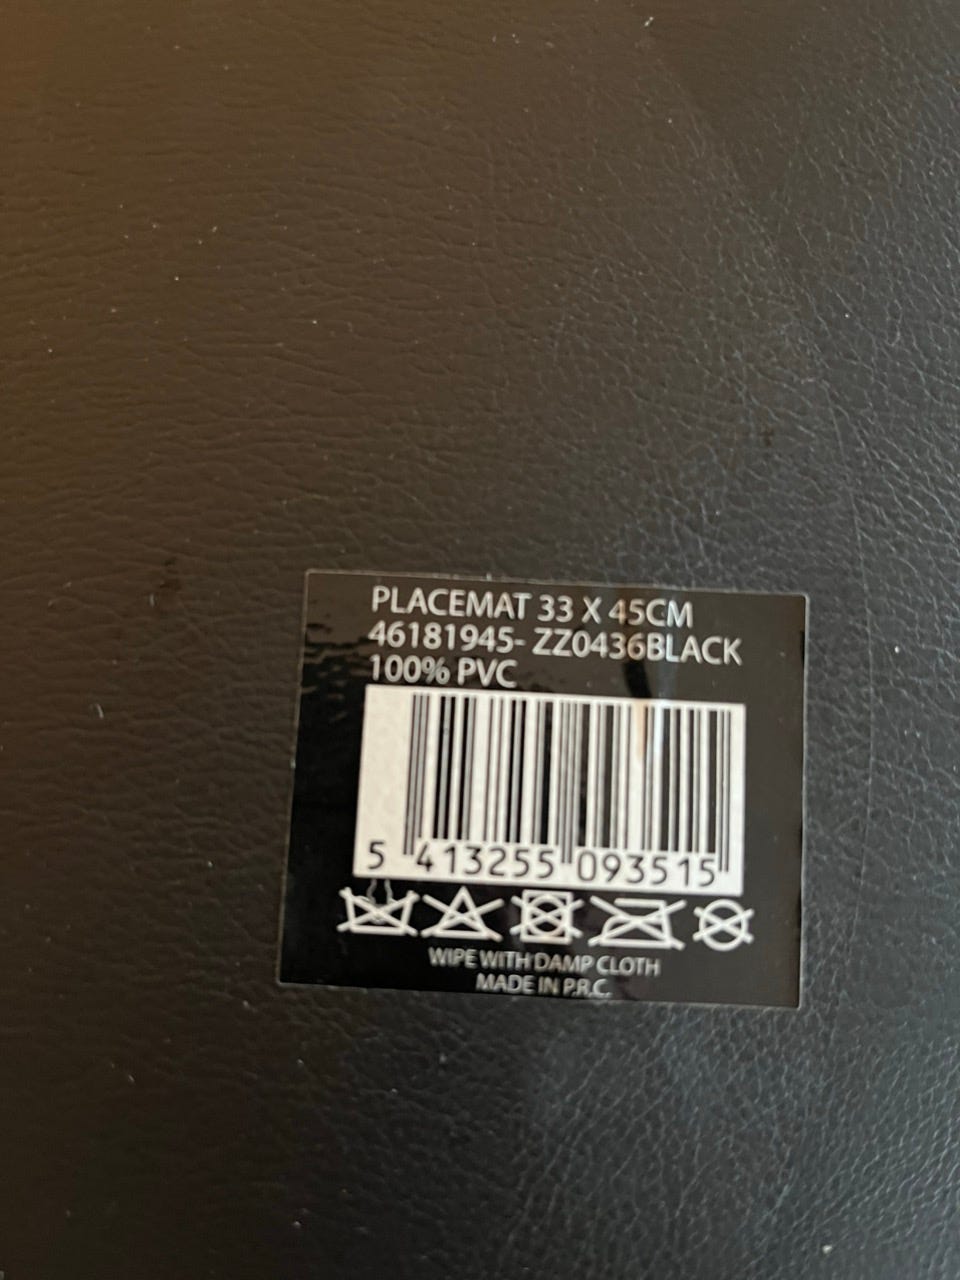 PLACEMAT 33 X 45CM
46181945- ZZ0436BLACK
100% PVC
5 413255 093515
WIPE WITH DAMP CLOTH
MADE IN P.R.C.